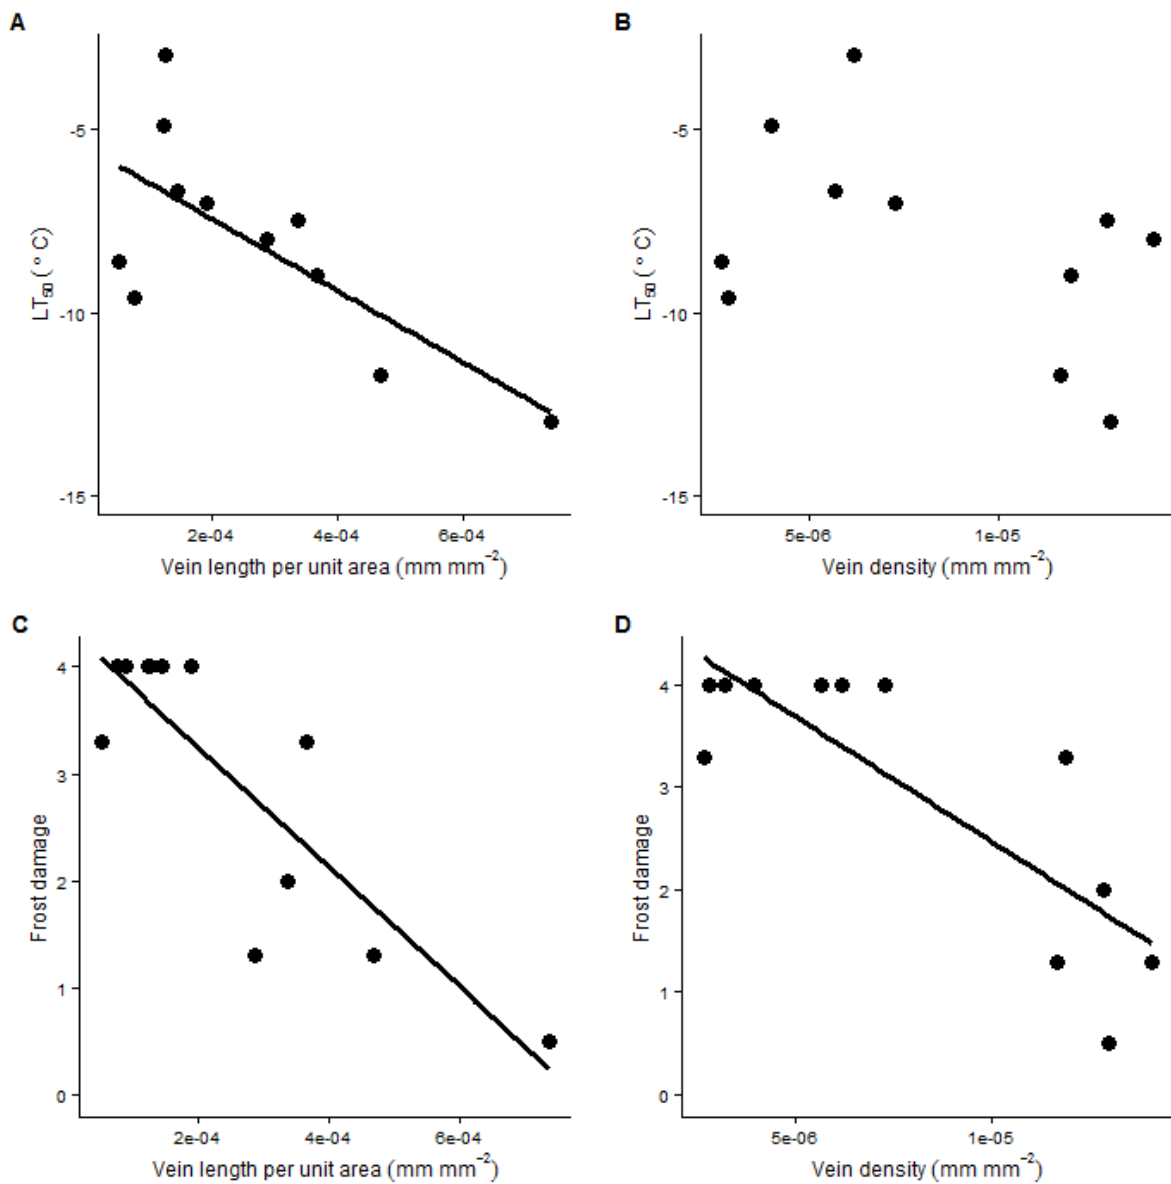 A
-5
-10
-15
LT50 ( ° C)
2e-04 4e-04 6e-04
Vein length per unit area (mm mm−2)
B
-5
-10
-15
LT50 ( ° C)
5e-06 1e-05
Vein density (mm mm−2)
C
4
3
2
1
0
Frost damage
2e-04 4e-04 6e-04
Vein length per unit area (mm mm−2)
D
4
3
2
1
0
Frost damage
5e-06 1e-05
Vein density (mm mm−2)